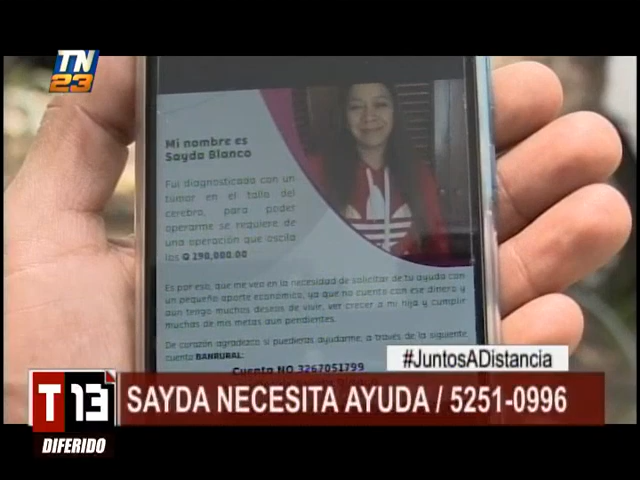 TN
23
Mi nombre es
Sayda Blanco
Fui diagnosticada con un
tumor en el tallo del
cerebro, para poder
operarme se requiere de
una operación que oscila
los Q 290,000.00
Es por eso, que me veo en la necesidad de solicitar de tu ayuda con
un pequeño aporte económico, ya que no cuento con ese dinero y
aun tengo muchos deseos de vivir, ver crecer a mi hija y cumplir
muchas de mis metas aun pendientes.
De corazón agradezco si pudieras ayudarme, a través de la siguiente
cuenta BANRURAL:
Cuenta NO 3267051799
#JuntosADistancia
T13
SAYDA NECESITA AYUDA / 5251-0996
DIFERIDO